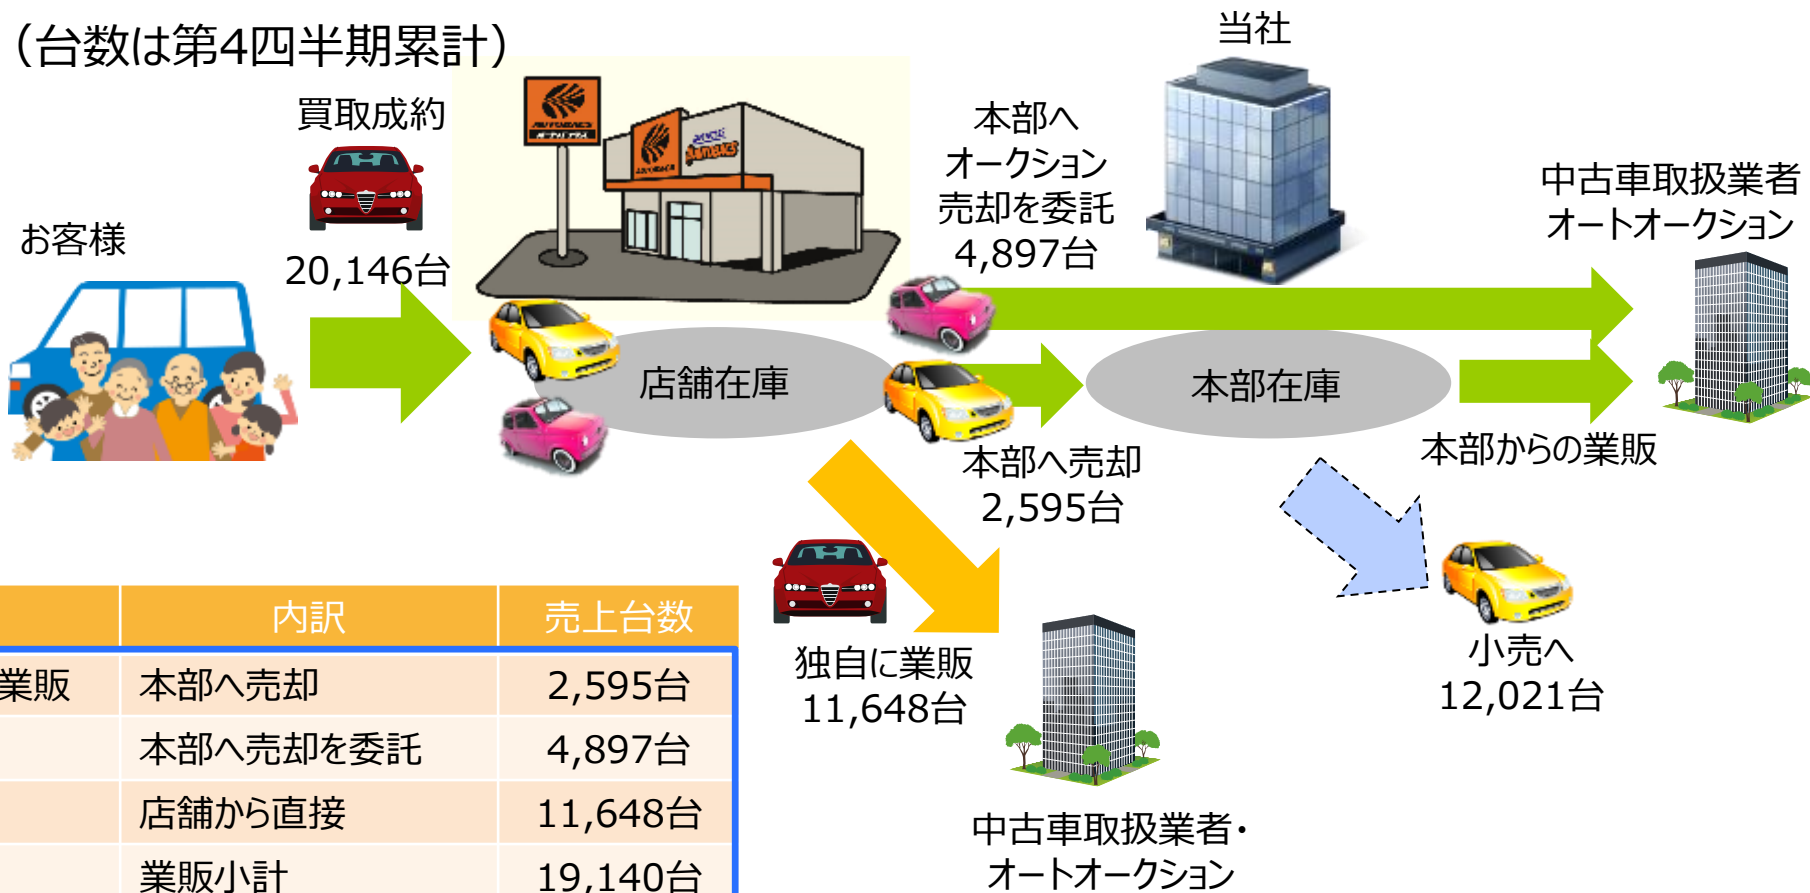 （台数は第4四半期累計）
当社
買取成約
20,146台
お客様
AUTOBACS
AUTOBACS
本部へ
オークション
売却を委託
4,897台
中古車取扱業者
オートオークション
店舗在庫
本部在庫
本部へ売却
2,595台
本部からの業販
独自に業販
11,648台
小売へ
12,021台
中古車取扱業者・
オートオークション
内訳 売上台数
業販 本部へ売却 2,595台
本部へ売却を委託 4,897台
店舗から直接 11,648台
業販小計 19,140台